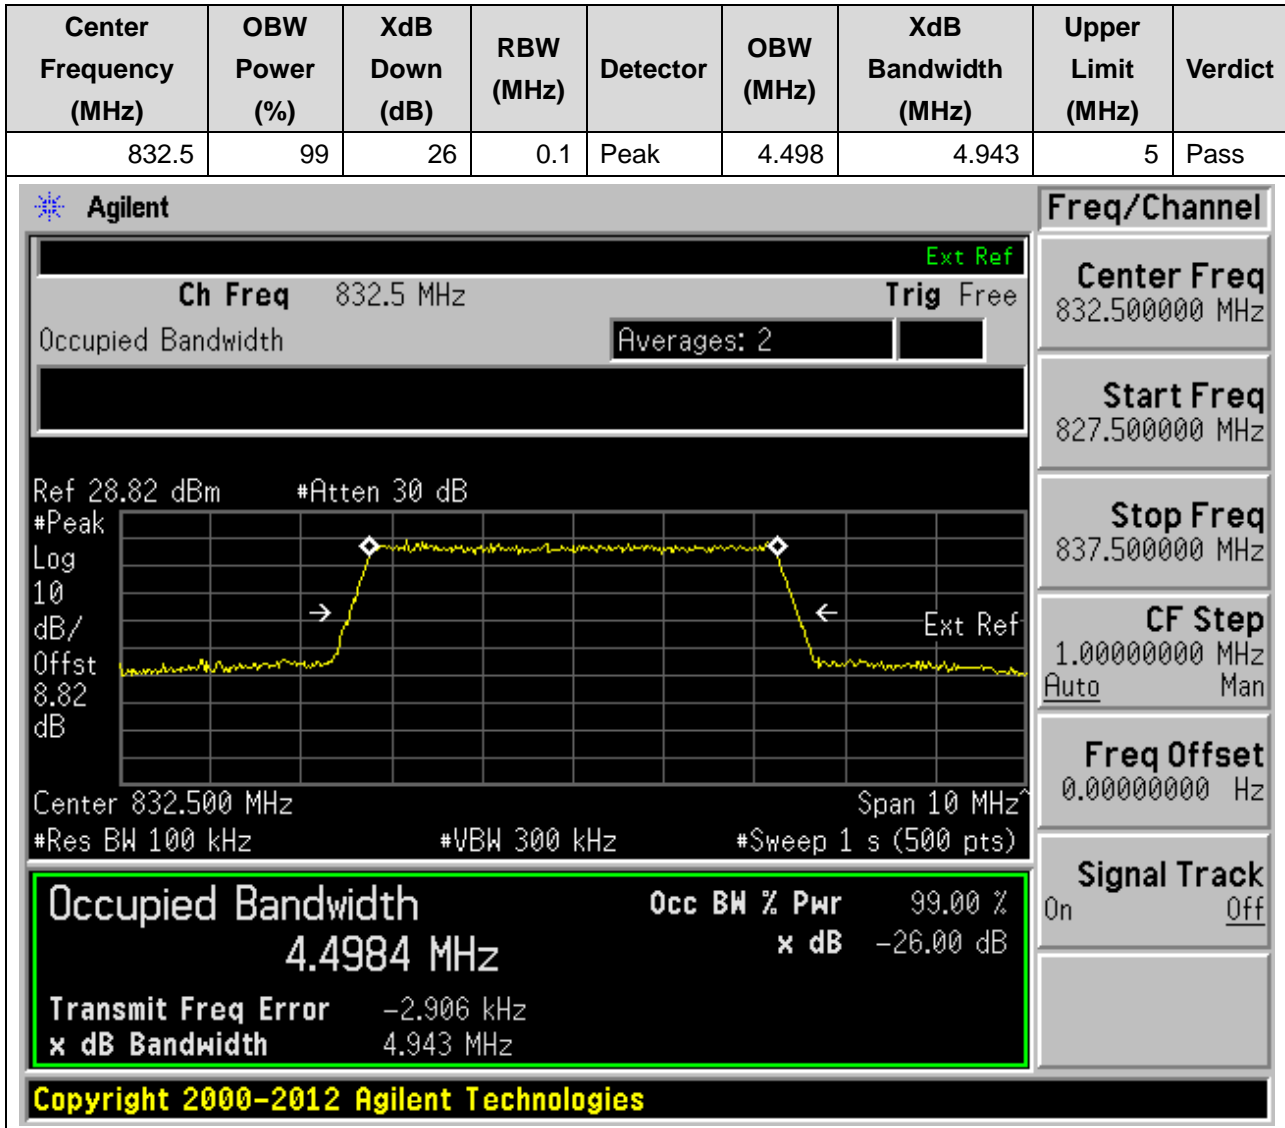 Center Frequency (MHz) OBW Power (%) XdB Down (dB) RBW (MHz) Detector OBW (MHz) XdB Bandwidth (MHz) Upper Limit (MHz) Verdict
832.5 99 26 0.1 Peak 4.498 4.943 5 Pass
Agilent
Ext Ref
Ch Freq 832.5 MHz Trig Free
Occupied Bandwidth Averages: 2
Ref 28.82 dBm #Atten 30 dB
#Peak
Log
10
dB/
Offst
8.82
dB
Ext Ref
Center 832.500 MHz Span 10 MHz^
#Res BW 100 kHz #VBW 300 kHz #Sweep 1 s (500 pts)
Occupied Bandwidth Occ BW % Pwr 99.00 %
4.4984 MHz x dB -26.00 dB
Transmit Freq Error -2.906 kHz
x dB Bandwidth 4.943 MHz
Copyright 2000-2012 Agilent Technologies
Freq/Channel
Center Freq
832.500000 MHz
Start Freq
827.500000 MHz
Stop Freq
837.500000 MHz
CF Step
1.00000000 MHz
Auto Man
Freq Offset
0.00000000 Hz
Signal Track
On Off